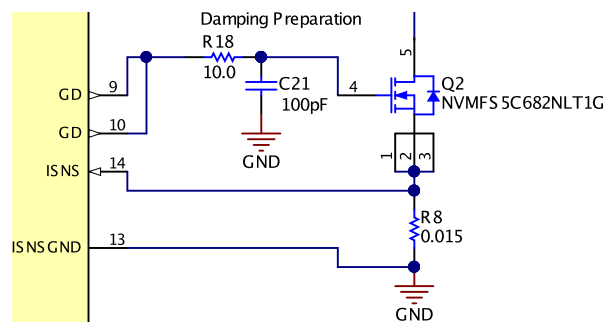 Damping Preparation
R18
10.0
C21
100pF
GND
5
4
Q2
NVMFS5C682NLT1G
1
2
3
GD
9
GD
10
ISNS
14
ISNSGND
13
R8
0.015
GND